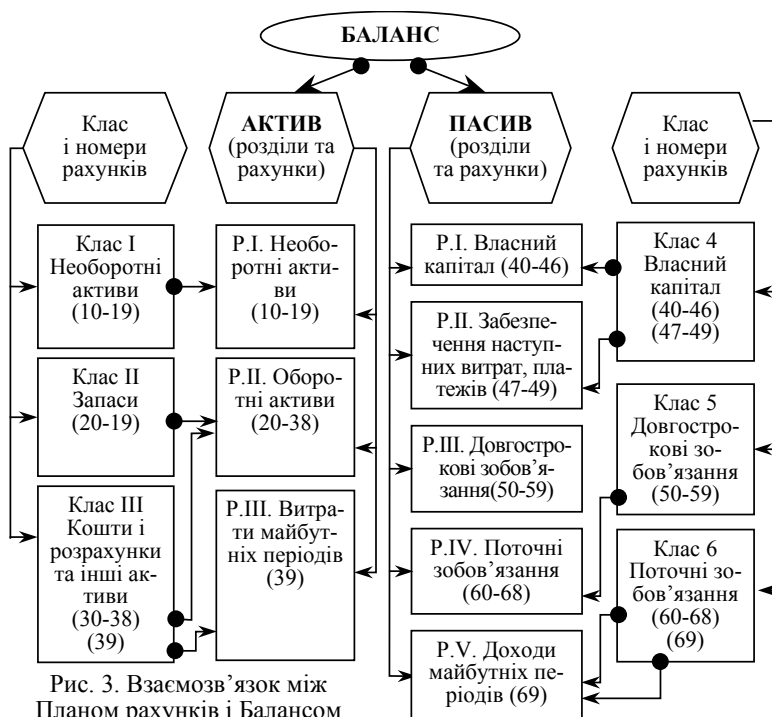 БАЛАНС
Клас
і номери
рахунків
АКТИВ
(розділи та
рахунки)
ПАСИВ
(розділи
та рахунки)
Клас
і номери
рахунків
Клас I
Необоротні
активи
(10-19)
Р.I. Необо-
ротні акти-
ви
(10-19)
Р.I. Власний
капітал (40-46)
Клас 4
Власний
капітал
(40-46)
(47-49)
Р.II. Забезпе-
чення наступ-
них витрат, пла-
тежів (47-49)
Клас II
Запаси
(20-19)
Р.II. Оборо-
тні активи
(20-38)
Р.III. Довгостро-
кові зобов’я-
зання(50-59)
Клас 5
Довгостро-
кові зо-
бов’язання
(50-59)
Клас III
Кошти і
розрахунки
та інші ак-
тиви
(30-38)
(39)
Р.III. Витра-
ти майбут-
ніх періодів
(39)
Р.IV. Поточні
зобов’язання
(60-68)
Клас 6
Поточні зо-
бов’язання
(60-68)
(69)
Р.V. Доходи
майбутніх пе-
ріодів (69)
Рис. 3. Взаємозв’язок між
Планом рахунків і Балансом